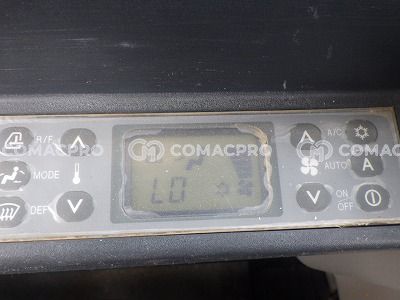 R/F
A/C
COMACPRO
COMACPRO
COMACPRO
MODE
AUTO
A
DEF
LO
ON
OFF